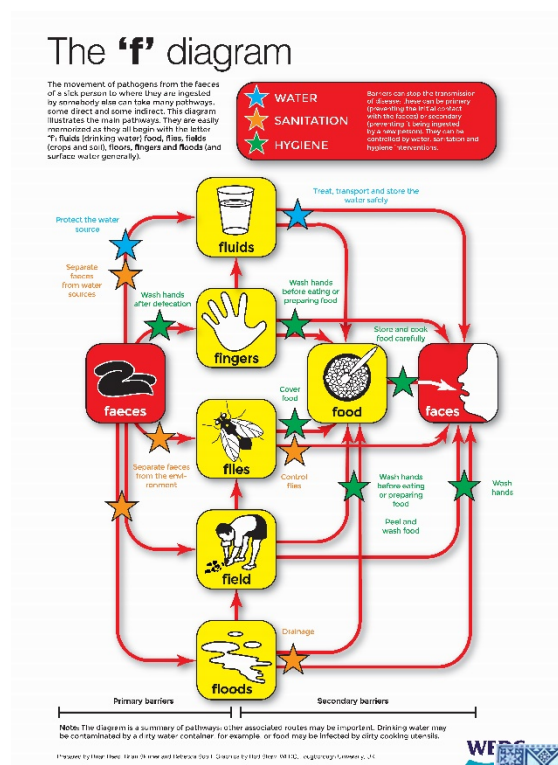 The 'f' diagram
The movement of pathogens from the faeces
of a sick person to where they are ingested
by somebody else can take many pathways,
some direct and some indirect. This diagram
illustrates the main pathways. They are easily
memorized as they all begin with the letter
'f': fluids (drinking water) food, flies, fields
(crops and soil), floors, fingers and floods (and
surface water generally).
WATER
SANITATION
HYGIENE
Barriers can stop the transmission
of disease; these can be primary
(preventing the initial contact
with the faeces) or secondary
(preventing it being ingested
by a new person). They can be
controlled by water, sanitation and
hygiene interventions.
Protect the water
source
Separate
faeces
from water
sources
fluids
Treat, transport and store the
water safely
Wash hands
after defecation
fingers
Wash hands
before eating or
preparing food
Store and cook
food carefully
faeces
food
faces
Cover
food
flies
Separate faeces
from the envi-
ronment
Control
flies
Wash hands
before eating
or preparing
food
Peel and
wash food
Wash
hands
field
Drainage
floods
Primary barriers
Secondary barriers
Note: The diagram is a summary of pathways; other associated routes may be important. Drinking water may
be contaminated by a dirty water container, for example, or food may be infected by dirty cooking utensils.